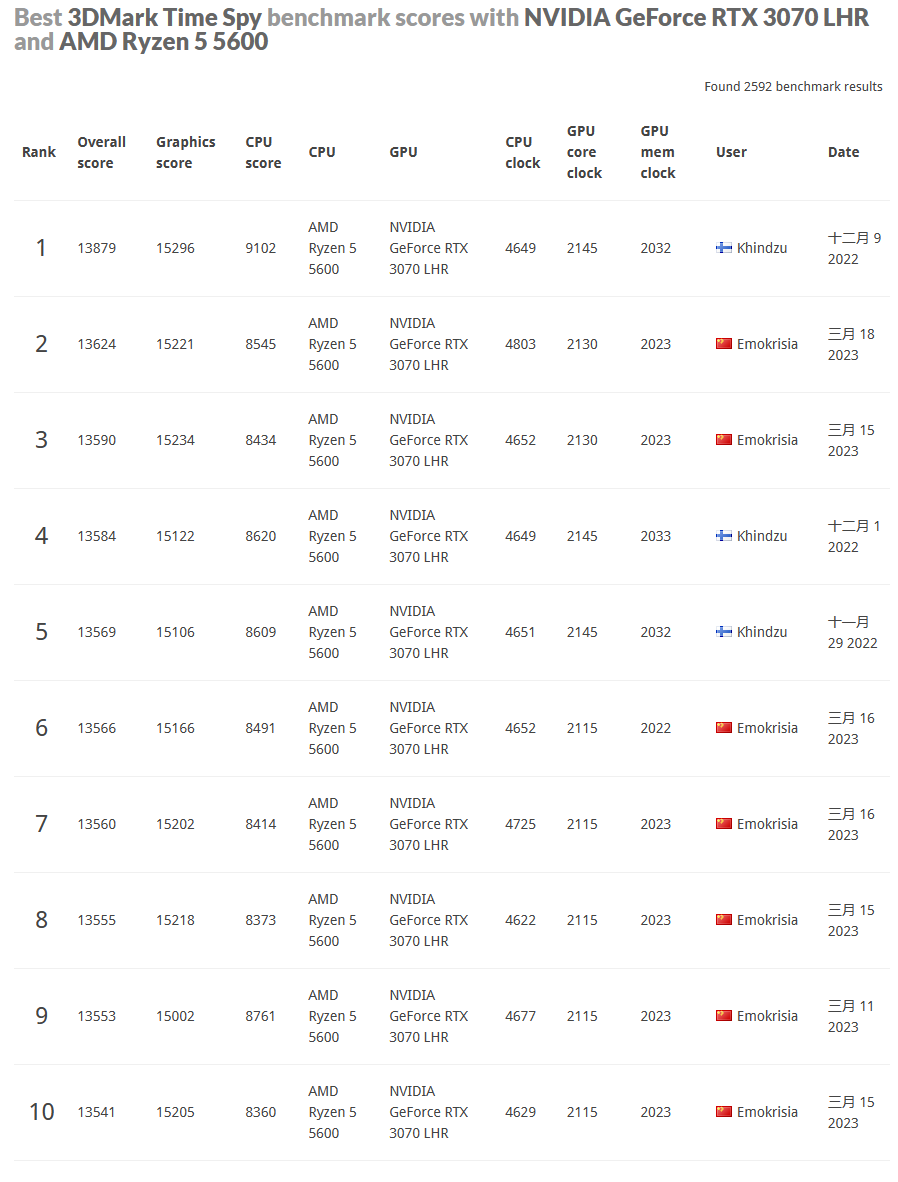 Best 3DMark Time Spy benchmark scores with NVIDIA GeForce RTX 3070 LHR
and AMD Ryzen 5 5600
Found 2592 benchmark results
Rank Overall score Graphics score CPU score CPU GPU CPU clock GPU core clock GPU mem clock User Date
1 13879 15296 9102 AMD Ryzen 5 5600 NVIDIA GeForce RTX 3070 LHR 4649 2145 2032 Khindzu 十二月 9 2022
2 13624 15221 8545 AMD Ryzen 5 5600 NVIDIA GeForce RTX 3070 LHR 4803 2130 2023 Emokrisia 三月 18 2023
3 13590 15234 8434 AMD Ryzen 5 5600 NVIDIA GeForce RTX 3070 LHR 4652 2130 2023 Emokrisia 三月 15 2023
4 13584 15122 8620 AMD Ryzen 5 5600 NVIDIA GeForce RTX 3070 LHR 4649 2145 2033 Khindzu 十二月 1 2022
5 13569 15106 8609 AMD Ryzen 5 5600 NVIDIA GeForce RTX 3070 LHR 4651 2145 2032 Khindzu 十一月 29 2022
6 13566 15166 8491 AMD Ryzen 5 5600 NVIDIA GeForce RTX 3070 LHR 4652 2115 2022 Emokrisia 三月 16 2023
7 13560 15202 8414 AMD Ryzen 5 5600 NVIDIA GeForce RTX 3070 LHR 4725 2115 2023 Emokrisia 三月 16 2023
8 13555 15218 8373 AMD Ryzen 5 5600 NVIDIA GeForce RTX 3070 LHR 4622 2115 2023 Emokrisia 三月 15 2023
9 13553 15002 8761 AMD Ryzen 5 5600 NVIDIA GeForce RTX 3070 LHR 4677 2115 2023 Emokrisia 三月 11 2023
10 13541 15205 8360 AMD Ryzen 5 5600 NVIDIA GeForce RTX 3070 LHR 4629 2115 2023 Emokrisia 三月 15 2023